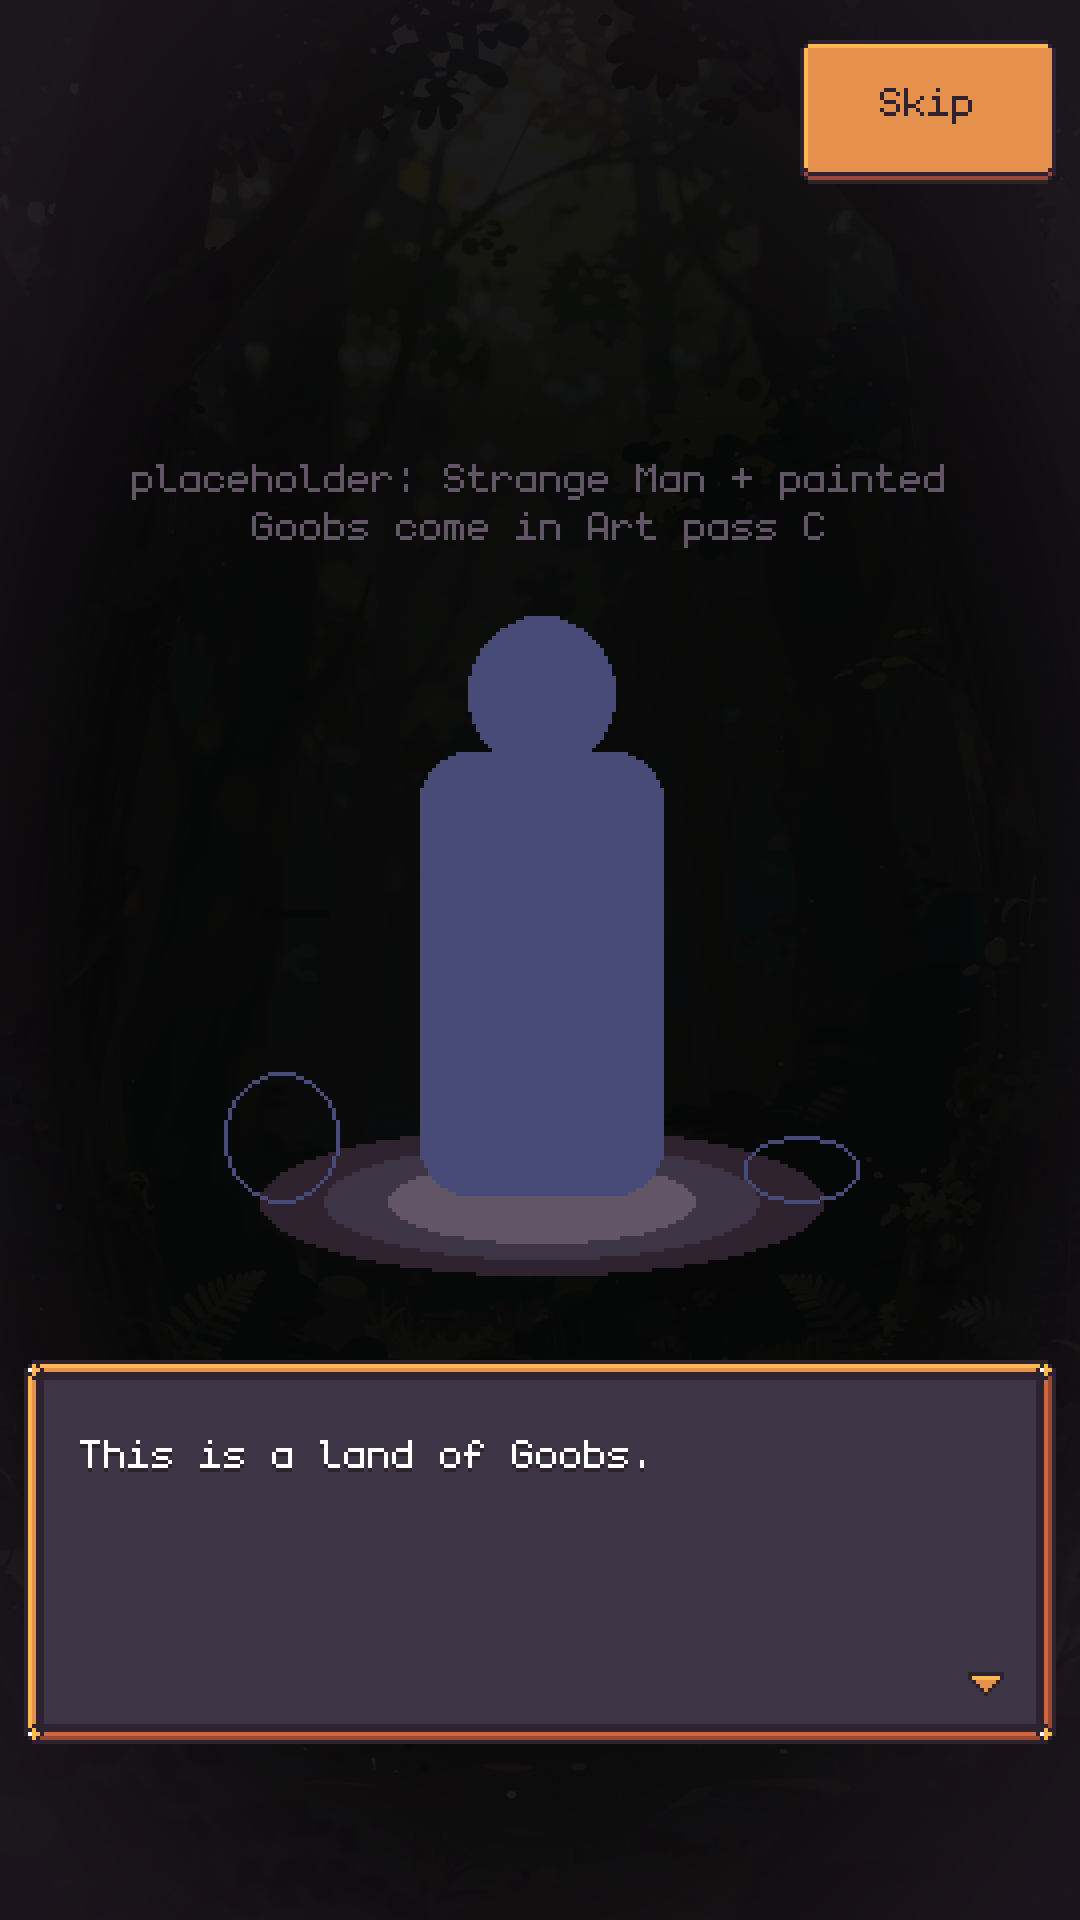 Skip
placeholder: Strange Man + painted
Goobs come in Art pass C
This is a land of Goobs.